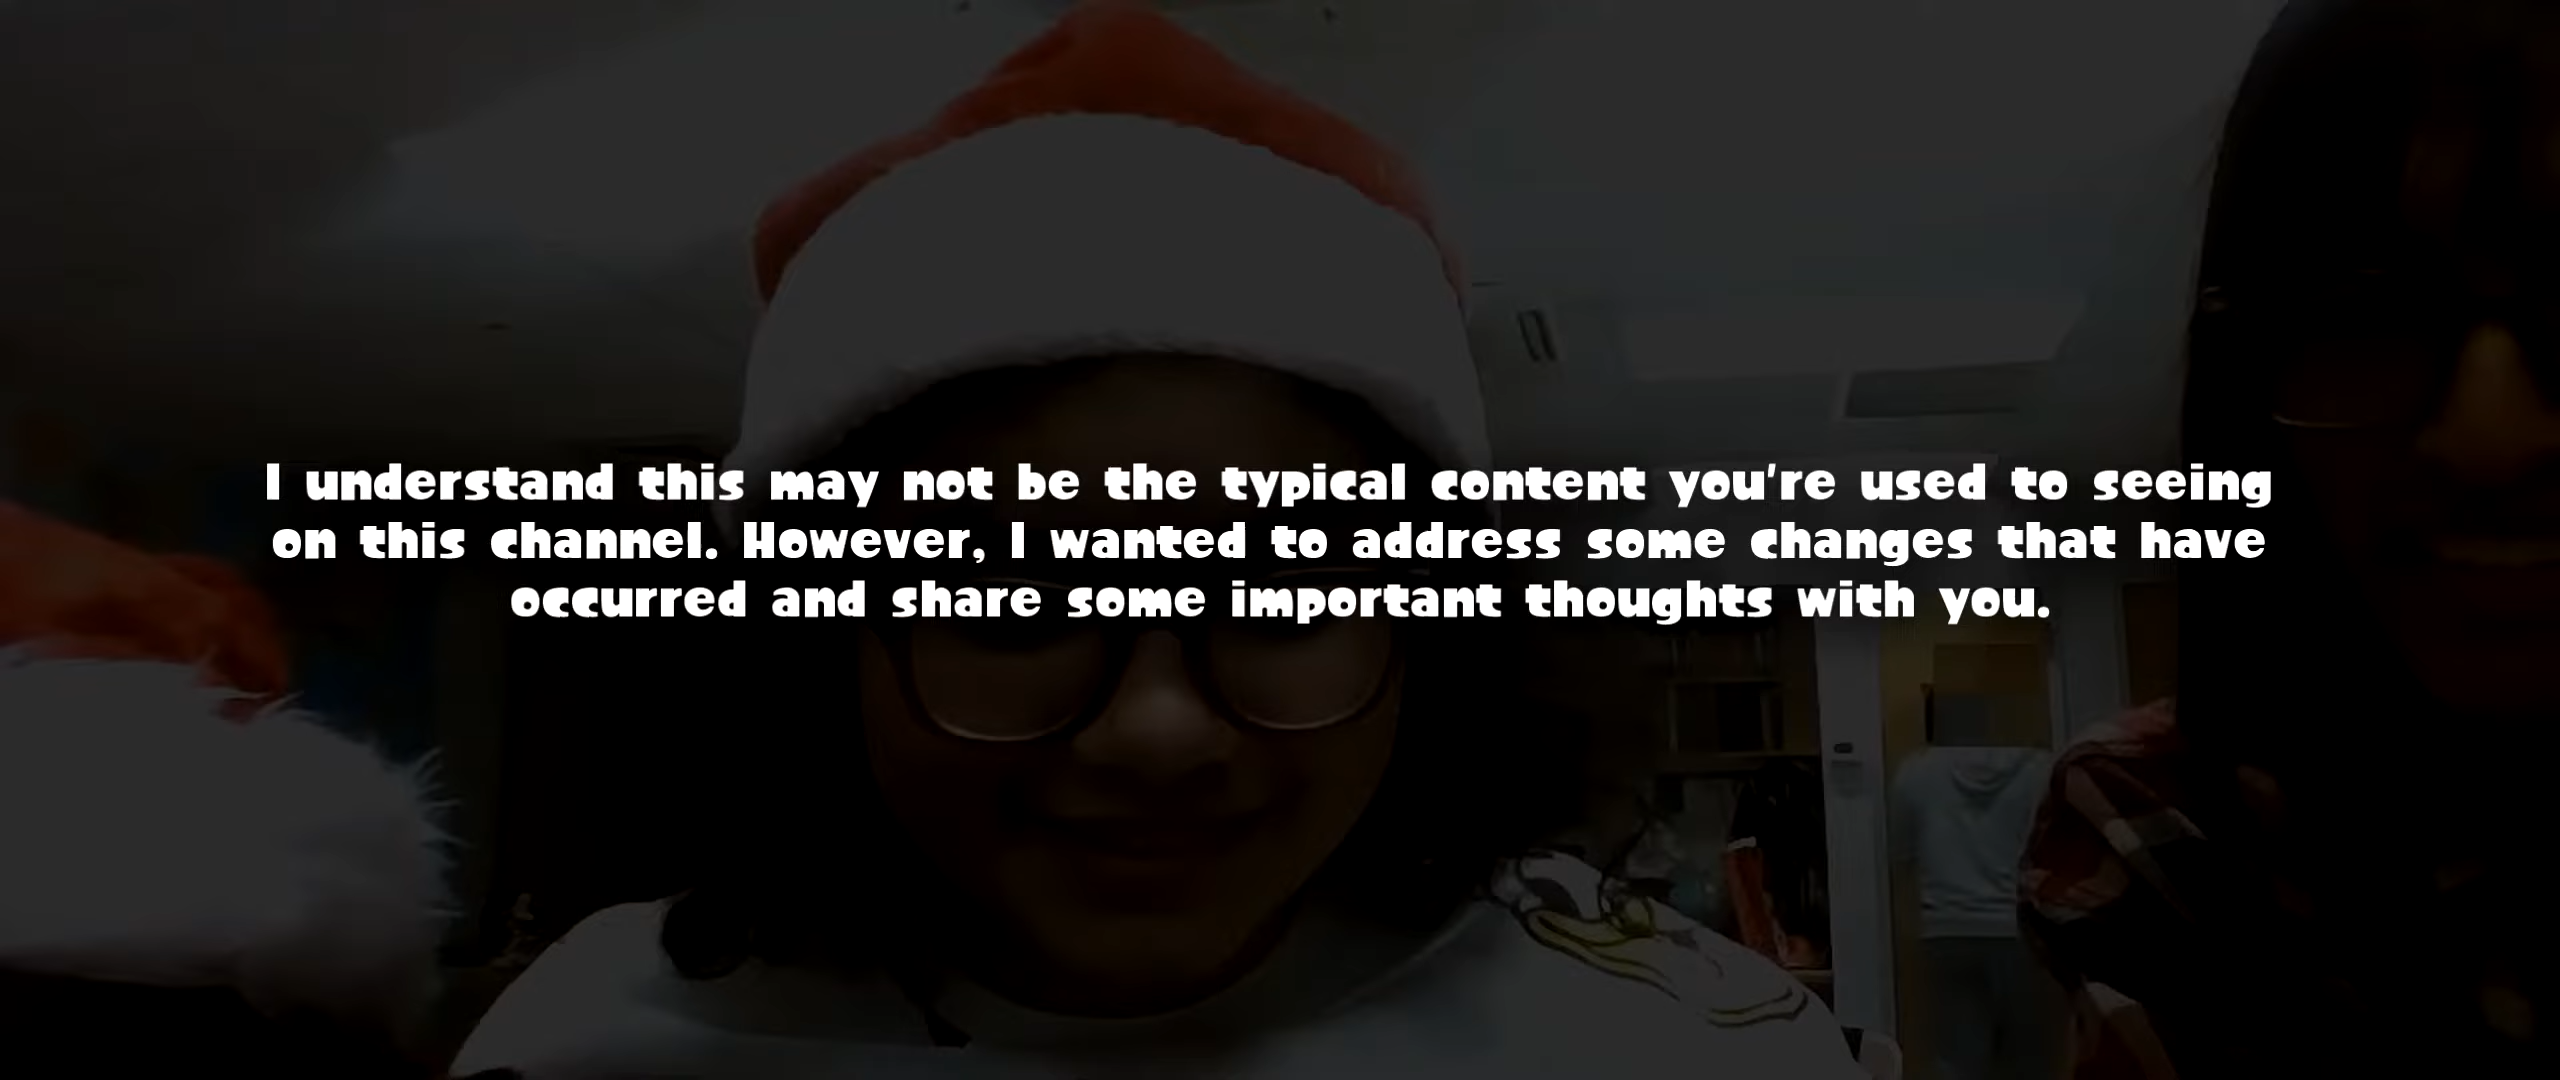 I understand this may not be the typical content you're used to seeing
on this channel. However, I wanted to address some changes that have
occurred and share some important thoughts with you.